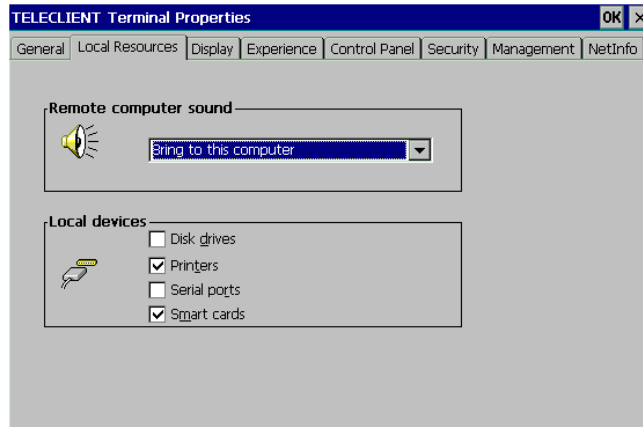 TELECLIENT Terminal Properties OK ×
General Local Resources Display Experience Control Panel Security Management NetInfo
Remote computer sound
Bring to this computer
Local devices
Disk drives
Printers
Serial ports
Smart cards